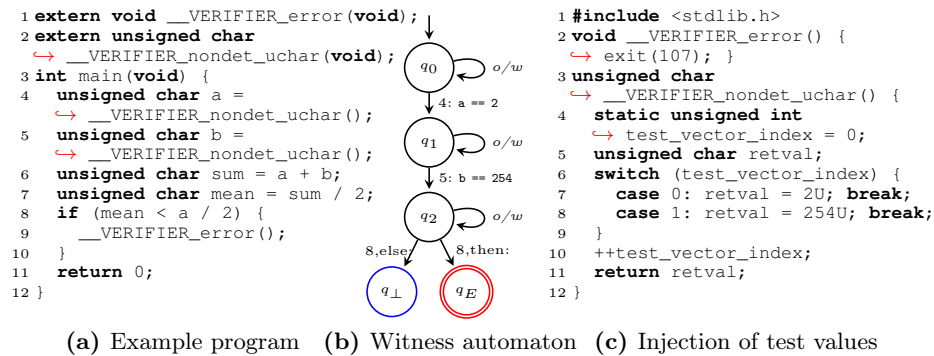 1 extern void __VERIFIER_error(void);
2 extern unsigned char
↪ __VERIFIER_nondet_uchar(void);
3 int main(void) {
4 unsigned char a =
↪ __VERIFIER_nondet_uchar();
5 unsigned char b =
↪ __VERIFIER_nondet_uchar();
6 unsigned char sum = a + b;
7 unsigned char mean = sum / 2;
8 if (mean < a / 2) {
9 __VERIFIER_error();
10 }
11 return 0;
12 }
(a) Example program
q0
o/w
4: a == 2
q1
o/w
5: b == 254
q2
o/w
8,else:
8,then:
q⊥
qE
(b) Witness automaton
1 #include <stdlib.h>
2 void __VERIFIER_error() {
↪ exit(107); }
3 unsigned char
↪ __VERIFIER_nondet_uchar() {
4 static unsigned int
↪ test_vector_index = 0;
5 unsigned char retval;
6 switch (test_vector_index) {
7 case 0: retval = 2U; break;
8 case 1: retval = 254U; break;
9 }
10 ++test_vector_index;
11 return retval;
12 }
(c) Injection of test values